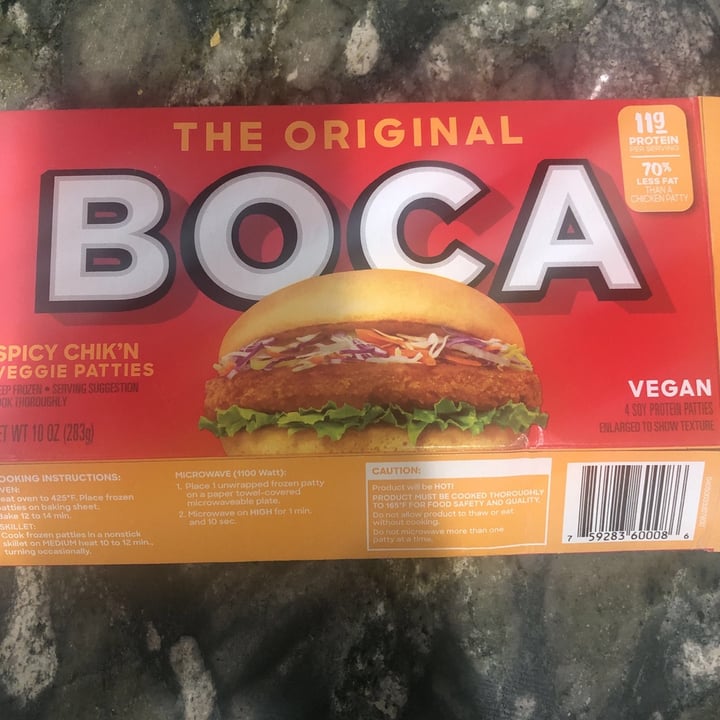 THE ORIGINAL
BOCA
11g
PROTEIN
PER SERVING
70%
LESS FAT
THAN A
CHICKEN PATTY
SPICY CHIK'N
VEGGIE PATTIES
EEP FROZEN • SERVING SUGGESTION
OOK THOROUGHLY
ET WT 10 OZ (283g)
VEGAN
4 SOY PROTEIN PATTIES
ENLARGED TO SHOW TEXTURE
OOKING INSTRUCTIONS:
VEN:
eat oven to 425°F. Place frozen
atties on baking sheet.
ake 12 to 14 min.
SKILLET:
Cook frozen patties in a nonstick
skillet on MEDIUM heat 10 to 12 min.,
turning occasionally.
MICROWAVE (1100 Watt):
1. Place 1 unwrapped frozen patty
on a paper towel-covered
microwaveable plate.
2. Microwave on HIGH for 1 min.
and 10 sec.
CAUTION:
Product will be HOT!
PRODUCT MUST BE COOKED THOROUGHLY
TO 165°F FOR FOOD SAFETY AND QUALITY.
Do not allow product to thaw or eat
without cooking.
Do not microwave more than one
patty at a time.
7 59283 60008 6